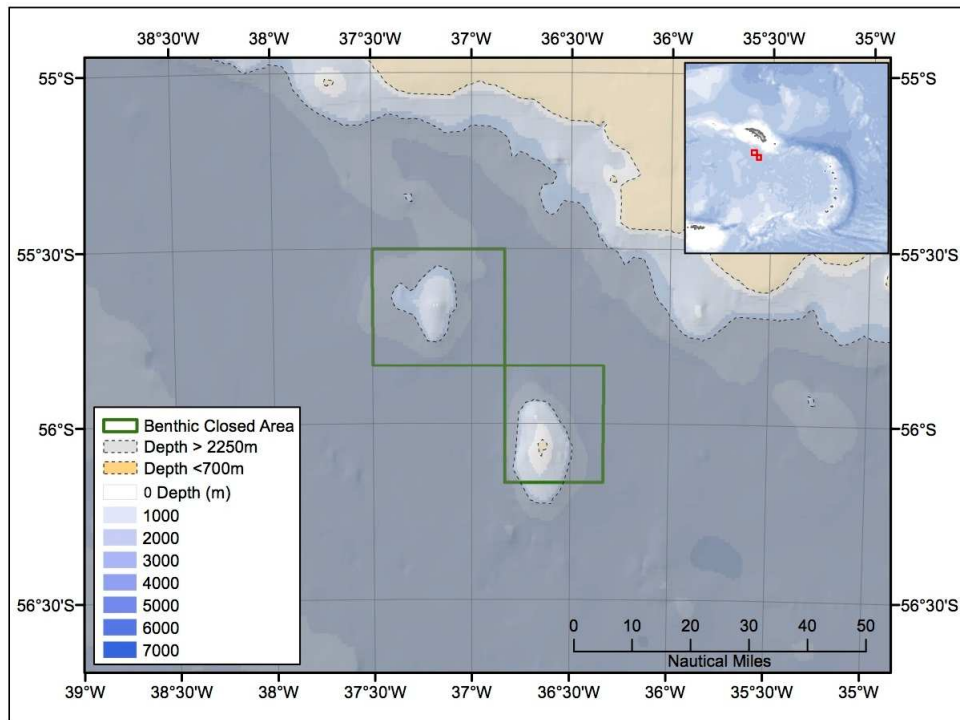 38°30'W 38°W 37°30'W 37°W 36°30'W 36°W 35°30'W 35°W
55°S 55°S
55°30'S 55°30'S
56°S 56°S
Benthic Closed Area
Depth > 2250m
Depth <700m
0 Depth (m)
1000
2000
3000
4000
5000
6000
7000
56°30'S 56°30'S
0 10 20 30 40 50
Nautical Miles
39°W 38°30'W 38°W 37°30'W 37°W 36°30'W 36°W 35°30'W 35°W